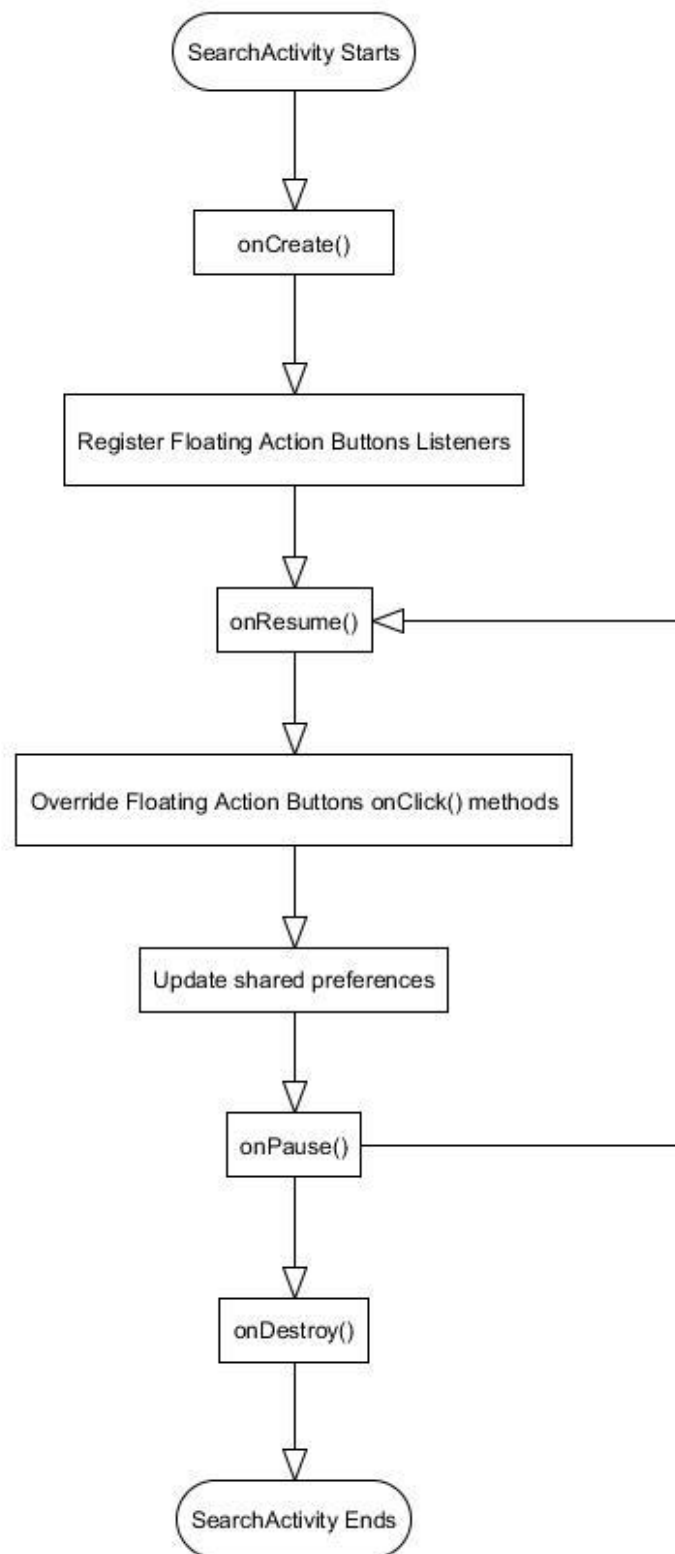 SearchActivity Starts
onCreate()
Register Floating Action Buttons Listeners
onResume()
Override Floating Action Buttons onClick() methods
Update shared preferences
onPause()
onDestroy()
SearchActivity Ends